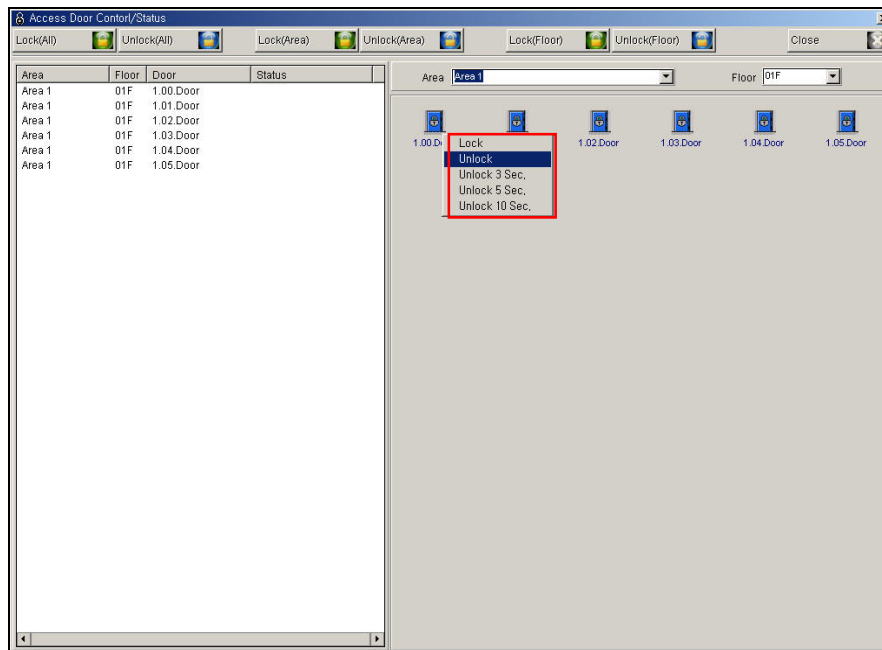 Access Door Contorl/Status
Lock(All) Unlock(All) Lock(Area) Unlock(Area) Lock(Floor) Unlock(Floor) Close
Area Floor Door Status
Area 1 01F 1.00.Door
Area 1 01F 1.01.Door
Area 1 01F 1.02.Door
Area 1 01F 1.03.Door
Area 1 01F 1.04.Door
Area 1 01F 1.05.Door
Area Area 1 Floor 01F
1.02.Door 1.03.Door 1.04.Door 1.05.Door
Lock
Unlock
Unlock 3 Sec,
Unlock 5 Sec,
Unlock 10 Sec,